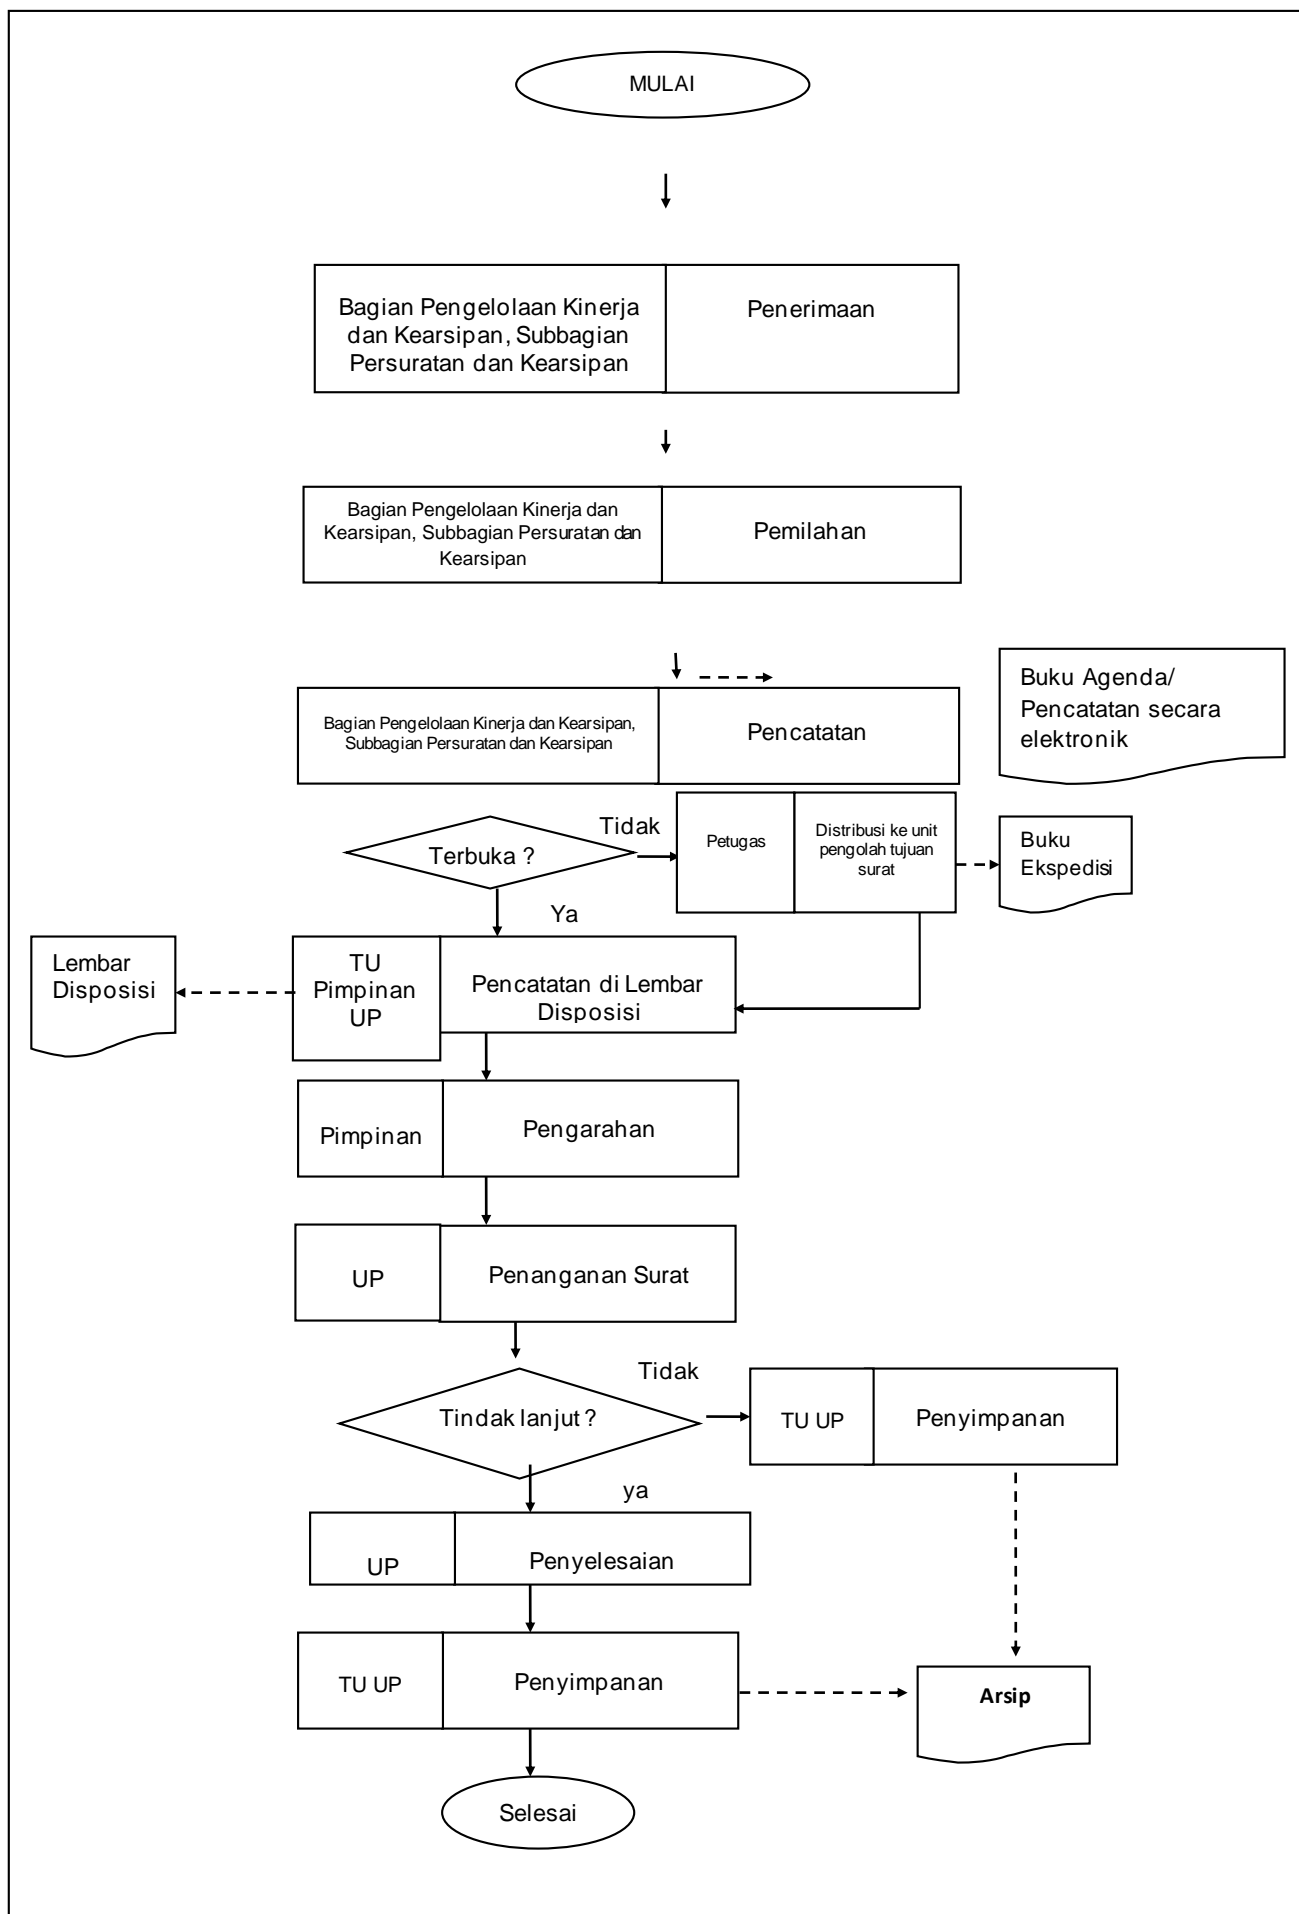 MULAI
Bagian Pengelolaan Kinerja
dan Kearsipan, Subbagian
Persuratan dan Kearsipan
Penerimaan
Bagian Pengelolaan Kinerja dan
Kearsipan, Subbagian Persuratan dan
Kearsipan
Pemilahan
Buku Agenda/
Pencatatan secara
elektronik
Bagian Pengelolaan Kinerja dan Kearsipan,
Subbagian Persuratan dan Kearsipan
Pencatatan
Terbuka ?
Tidak
Petugas
Distribusi ke unit
pengolah tujuan
surat
Buku
Ekspedisi
Ya
Lembar
Disposisi
TU
Pimpinan
UP
Pencatatan di Lembar
Disposisi
Pimpinan
Pengarahan
UP
Penanganan Surat
Tindak lanjut ?
Tidak
TU UP
Penyimpanan
ya
UP
Penyelesaian
TU UP
Penyimpanan
Arsip
Selesai